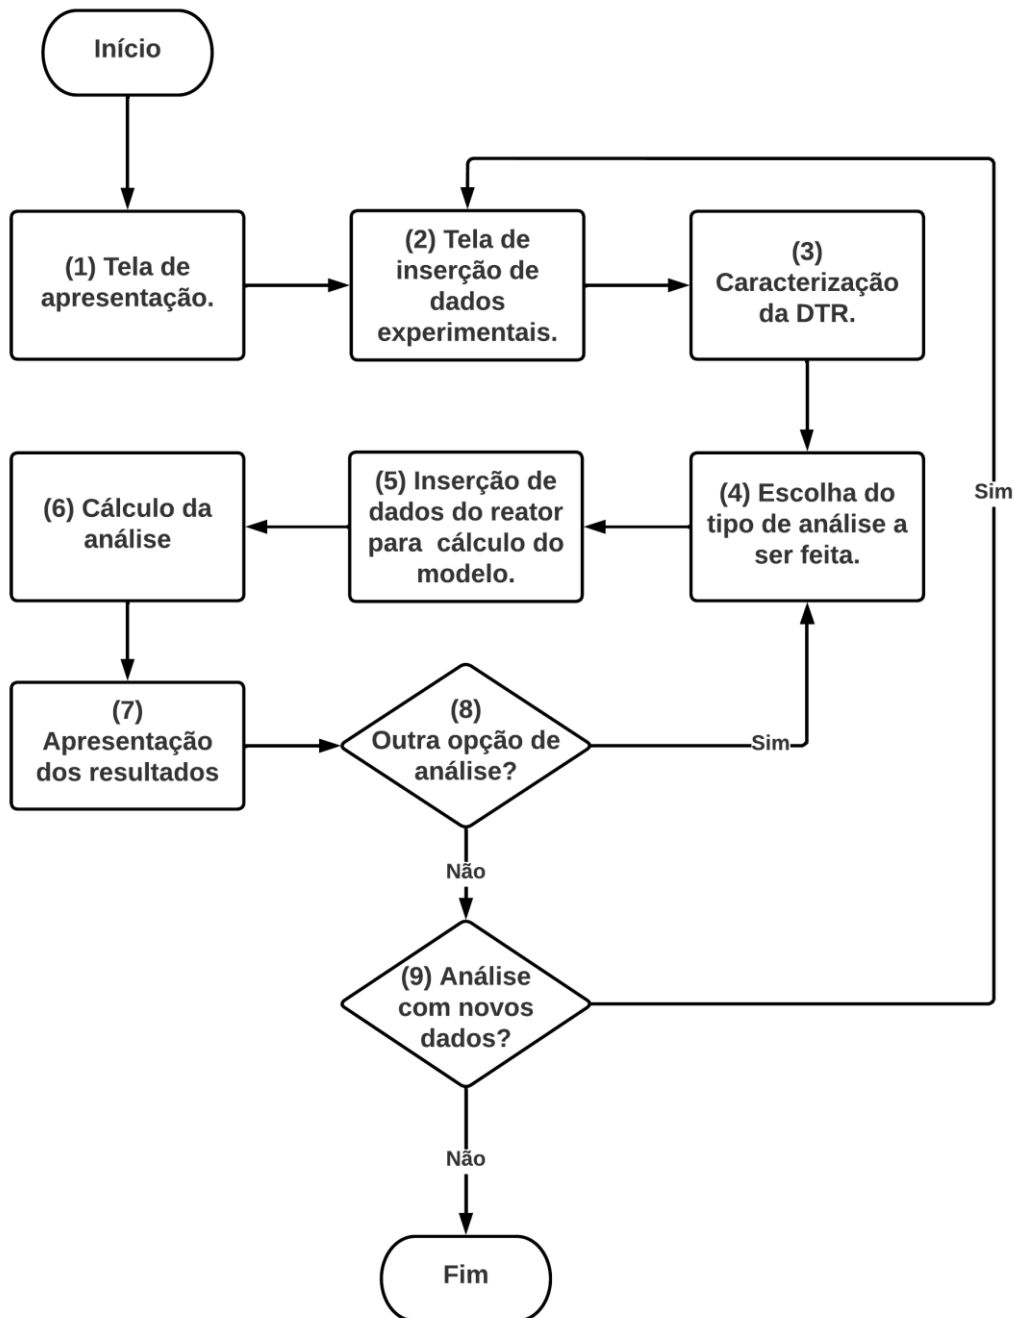 Início
(1) Tela de
apresentação.
(2) Tela de
inserção de
dados
experimentais.
(3)
Caracterização
da DTR.
(4) Escolha do
tipo de análise a
ser feita.
(5) Inserção de
dados do reator
para cálculo do
modelo.
(6) Cálculo da
análise
(7)
Apresentação
dos resultados
(8)
Outra opção de
análise?
Sim
Não
(9) Análise
com novos
dados?
Sim
Não
Fim